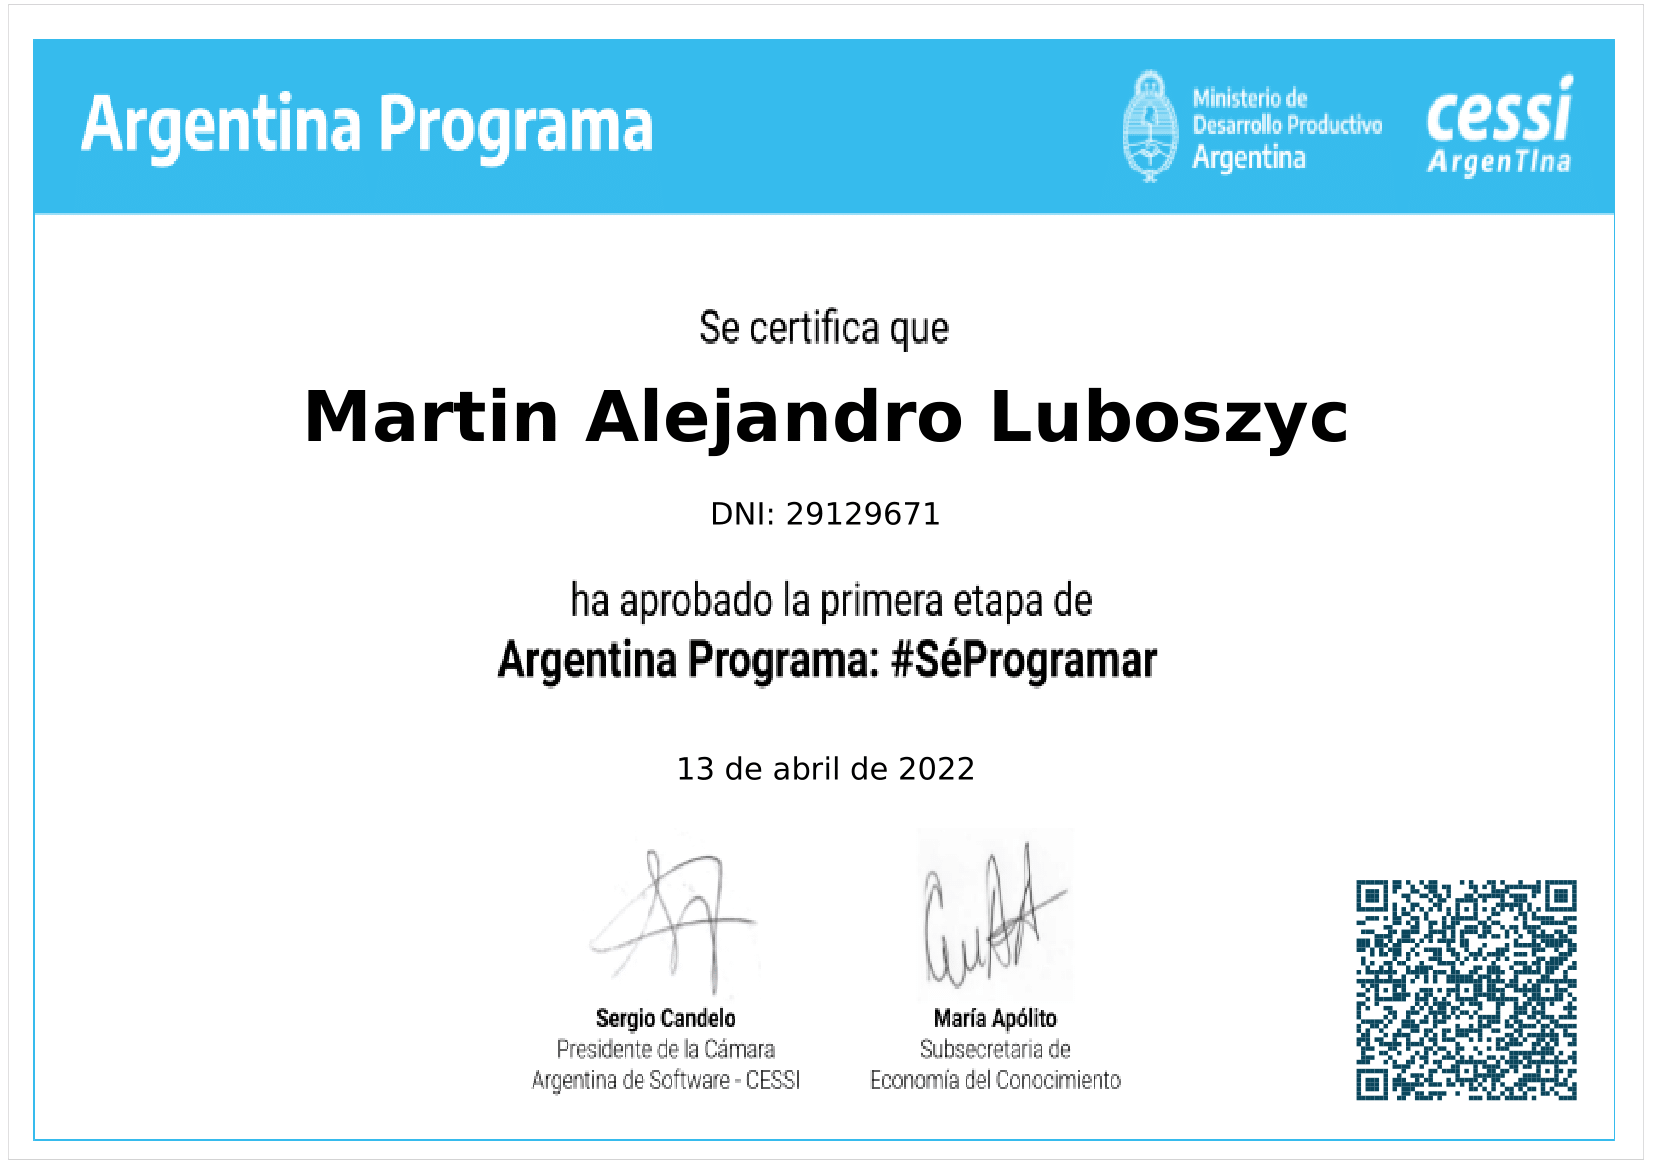 Argentina Programa
Ministerio de
Desarrollo Productivo
Argentina
cessi
ArgenTIna
Se certifica que
Martin Alejandro Luboszyc
DNI: 29129671
ha aprobado la primera etapa de
Argentina Programa: #SéProgramar
13 de abril de 2022
Sergio Candelo
Presidente de la Cámara
Argentina de Software - CESSI
María Apólito
Subsecretaria de
Economía del Conocimiento